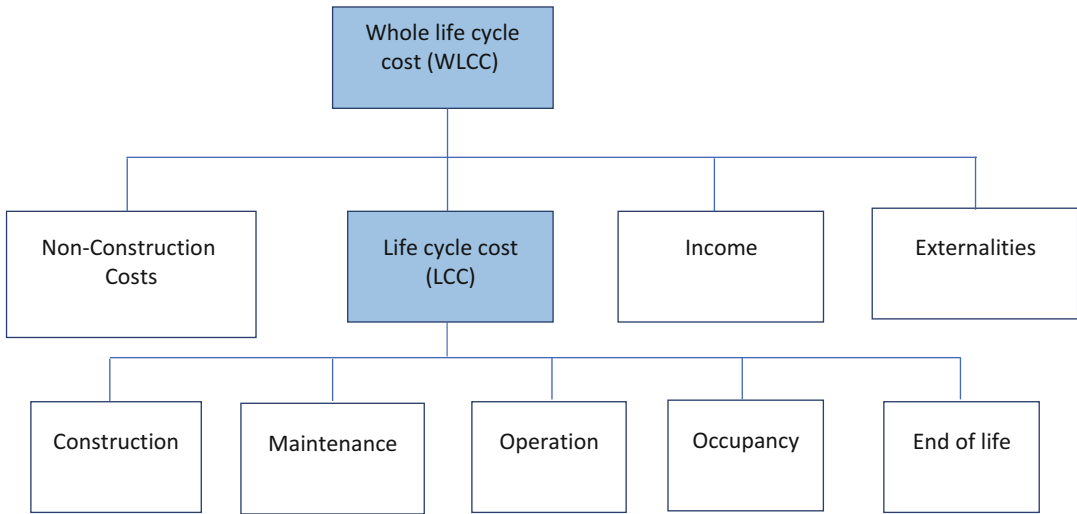 Whole life cycle
cost (WLCC)
Non-Construction
Costs
Life cycle cost
(LCC)
Income
Externalities
Construction
Maintenance
Operation
Occupancy
End of life